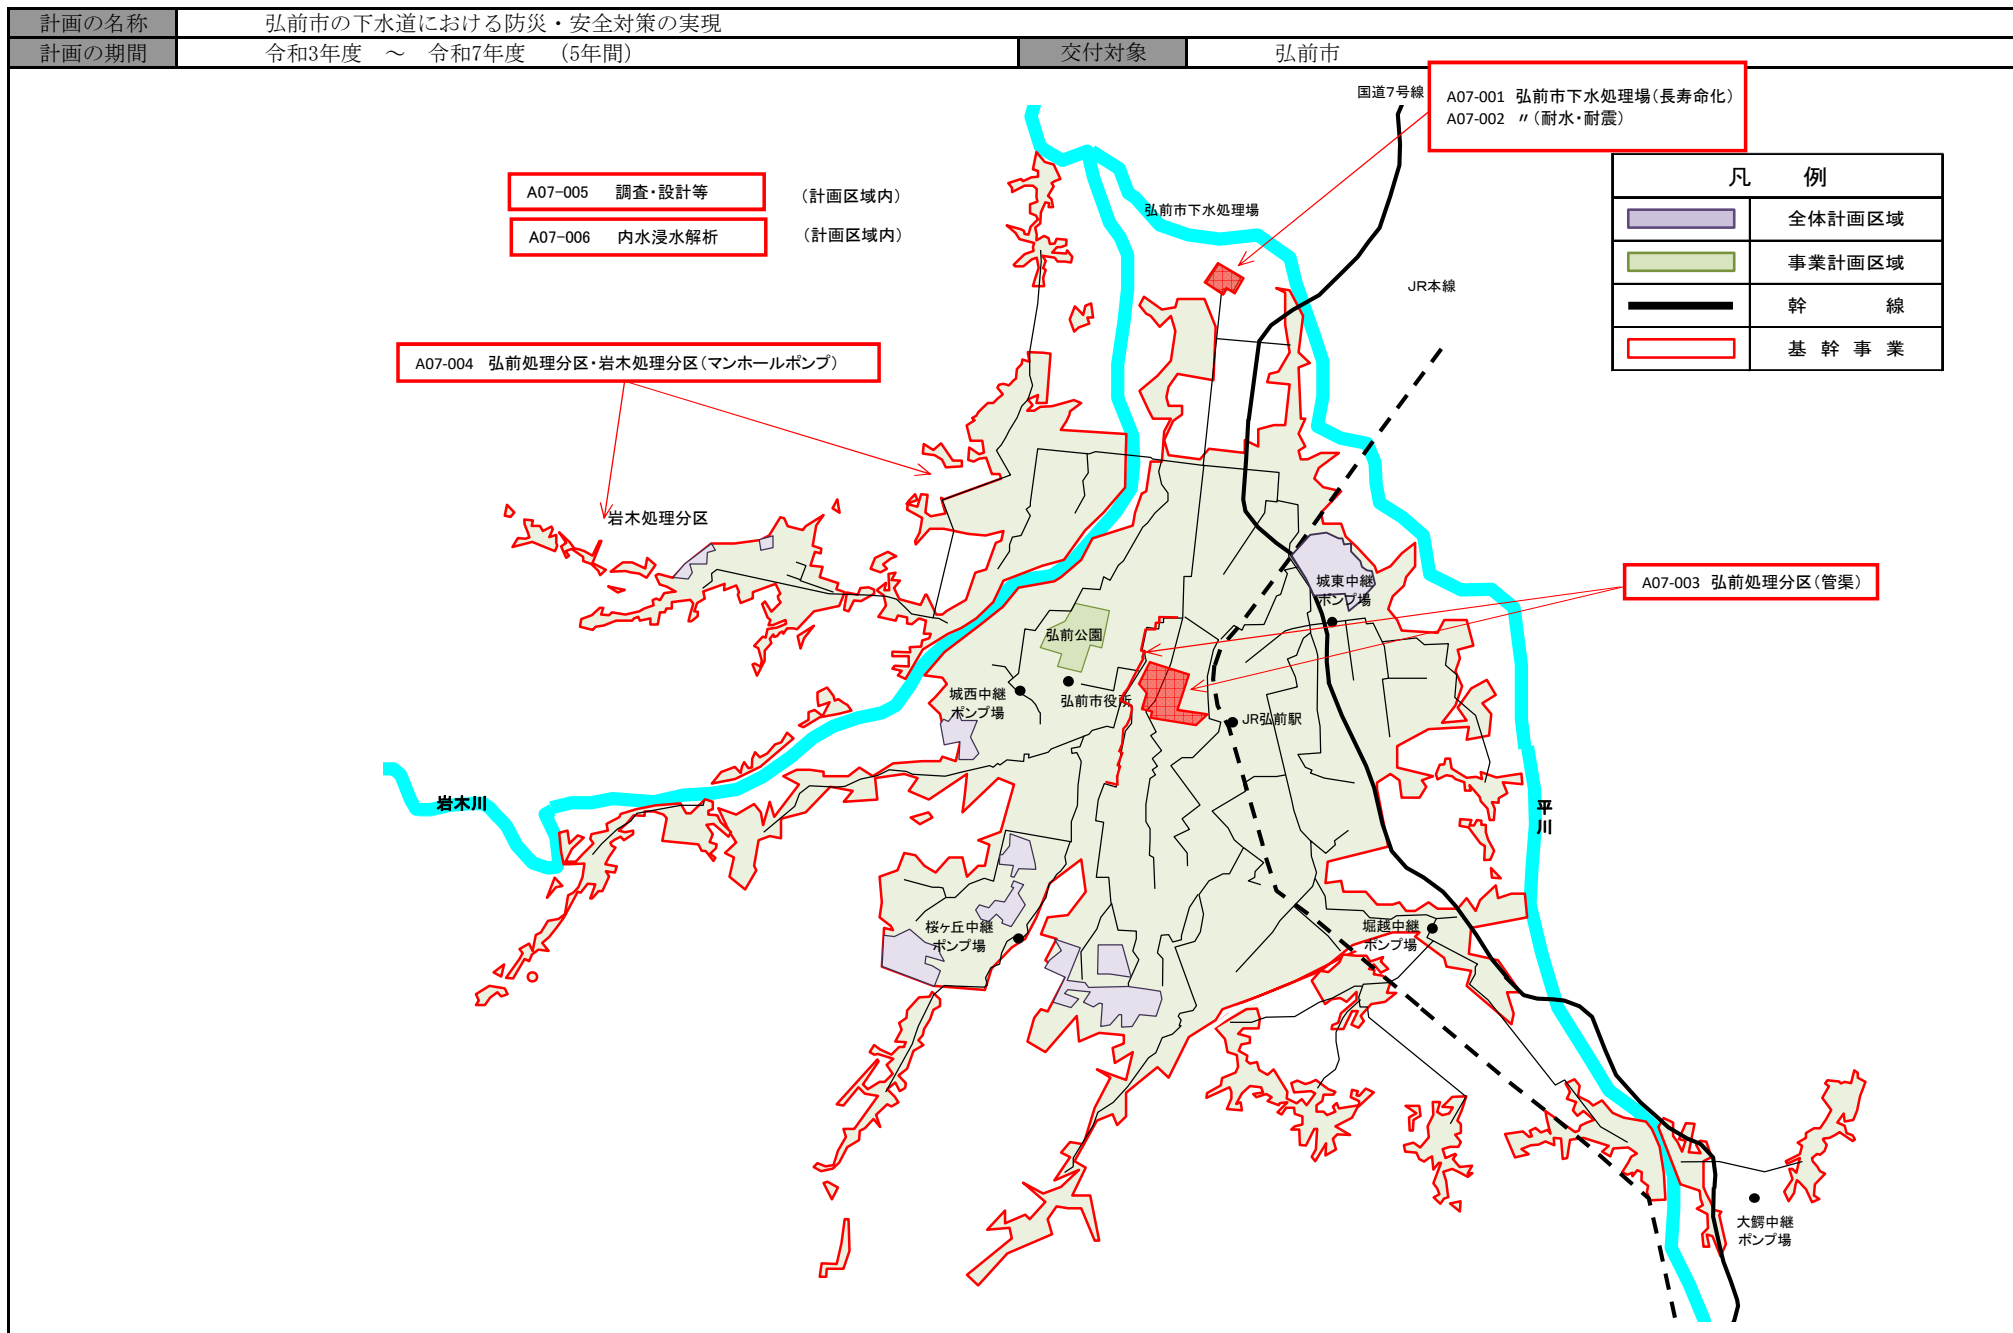 計画の名称 弘前市の下水道における防災・安全対策の実現
計画の期間 令和3年度 ～ 令和7年度 (5年間) 交付対象 弘前市
国道7号線
A07-001 弘前市下水処理場(長寿命化)
A07-002 〃(耐水・耐震)
凡 例
全体計画区域
事業計画区域
幹 線
基 幹 事 業
A07-005 調査・設計等 (計画区域内)
A07-006 内水浸水解析 (計画区域内)
弘前市下水処理場
JR本線
A07-004 弘前処理分区・岩木処理分区(マンホールポンプ)
岩木処理分区
城東中継
ポンプ場
A07-003 弘前処理分区(管渠)
弘前公園
城西中継
ポンプ場
弘前市役所
JR弘前駅
岩木川
平
川
桜ヶ丘中継
ポンプ場
堀越中継
ポンプ場
大鰐中継
ポンプ場